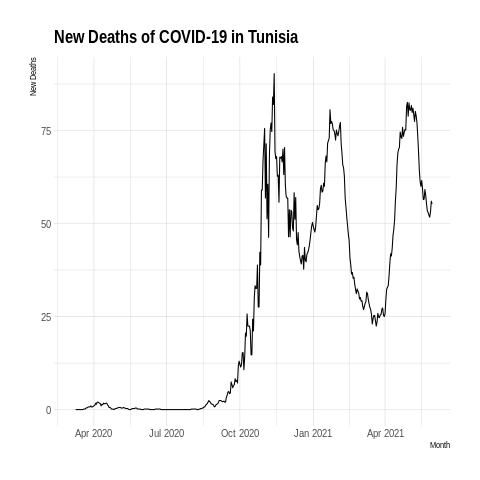 New Deaths of COVID-19 in Tunisia
New Deaths
75
50
25
0
Apr 2020 Jul 2020 Oct 2020 Jan 2021 Apr 2021
Month